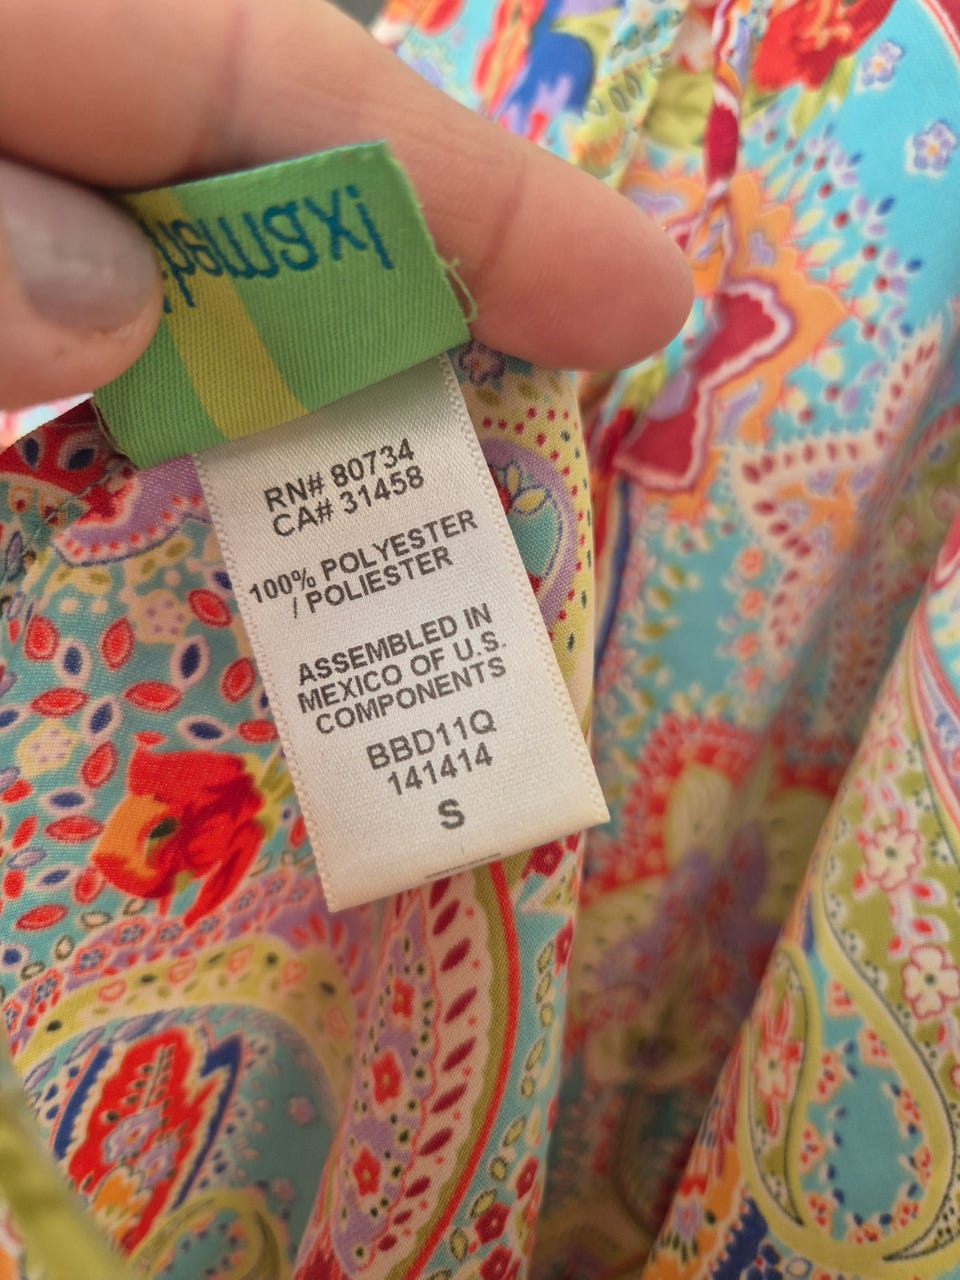 RN# 80734
CA# 31458
100% POLYESTER
/ POLIESTER
ASSEMBLED IN
MEXICO OF U.S.
COMPONENTS
BBD11Q
141414
S